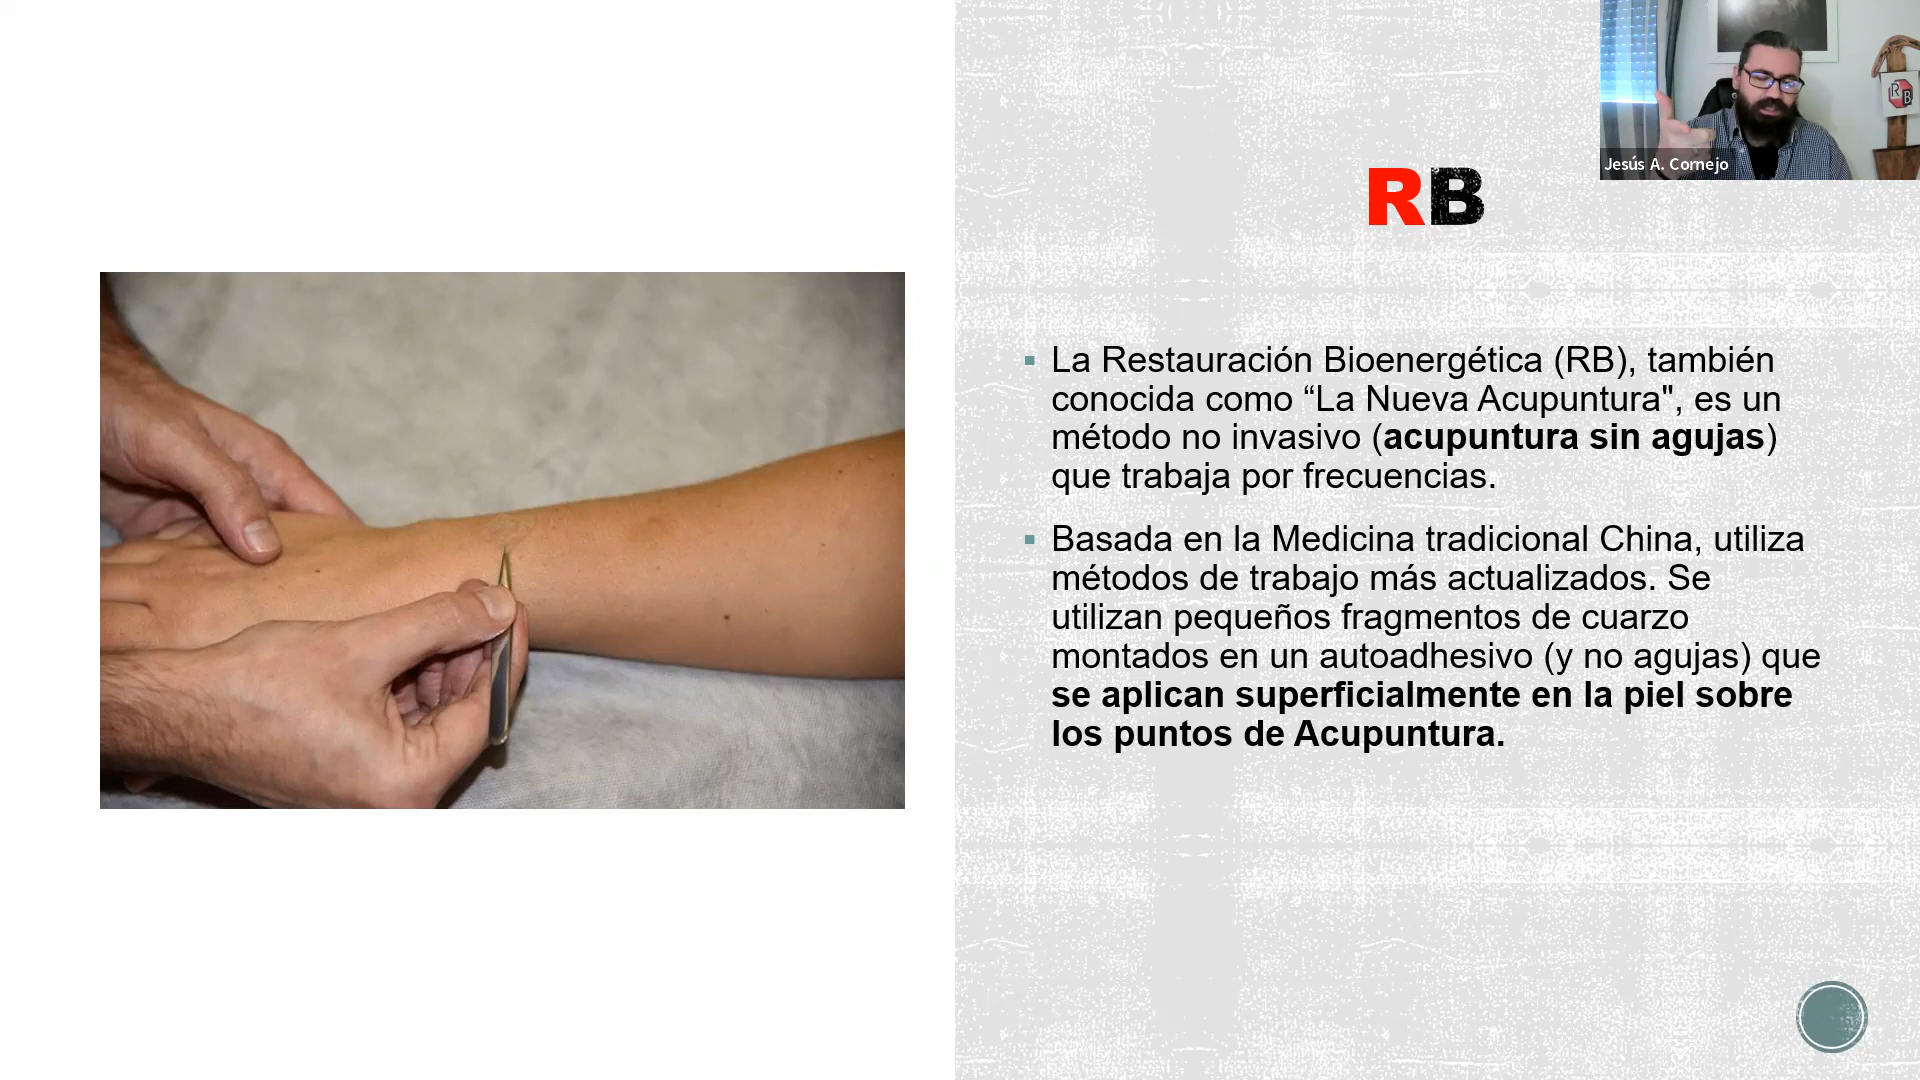 Jesús A. Cornejo
RB
RB
La Restauración Bioenergética (RB), también
conocida como “La Nueva Acupuntura", es un
método no invasivo (acupuntura sin agujas)
que trabaja por frecuencias.
Basada en la Medicina tradicional China, utiliza
métodos de trabajo más actualizados. Se
utilizan pequeños fragmentos de cuarzo
montados en un autoadhesivo (y no agujas) que
se aplican superficialmente en la piel sobre
los puntos de Acupuntura.